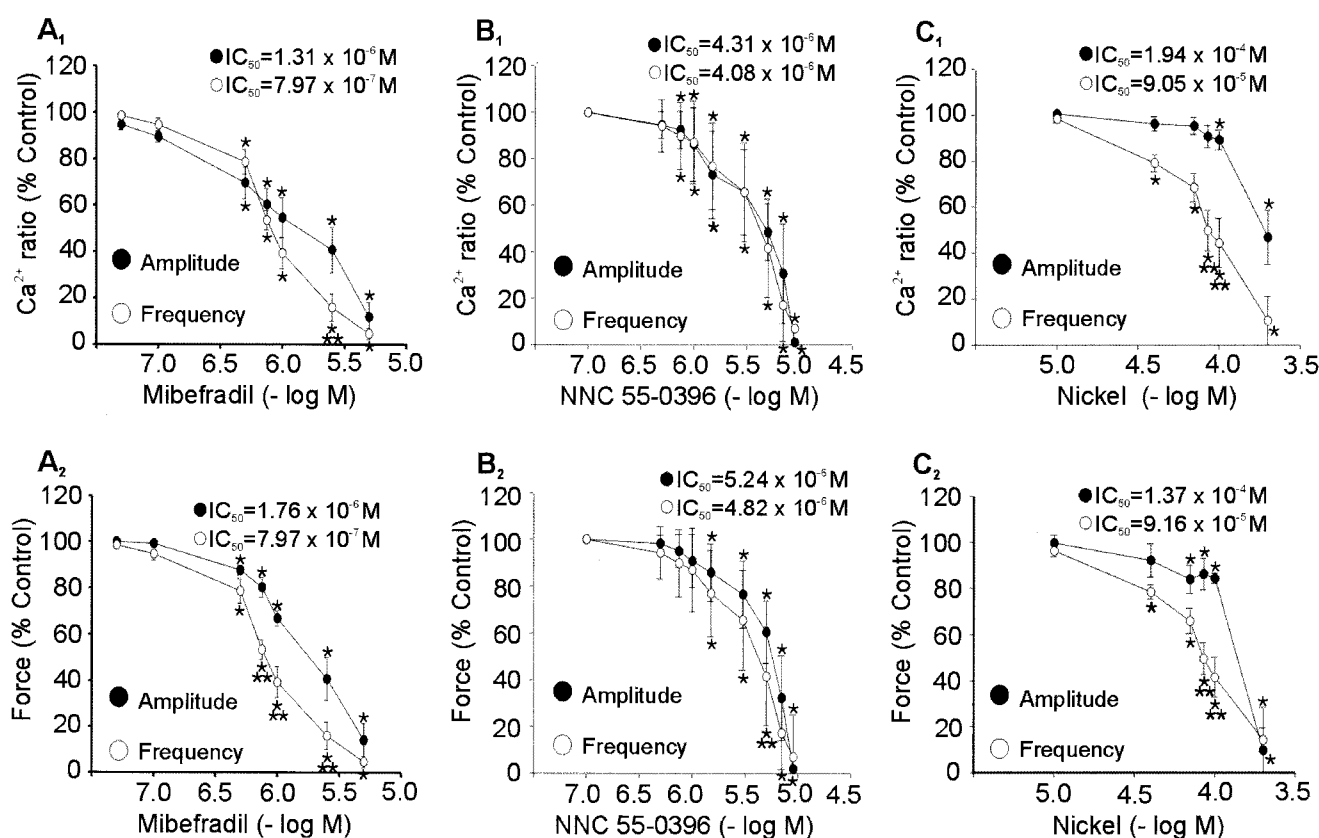 A₁
●IC₅₀=1.31 x 10⁻⁶ M
○IC₅₀=7.97 x 10⁻⁷ M
Ca²⁺ ratio (% Control)
120
100
80
60
40
20
0
Amplitude
Frequency
7.0 6.5 6.0 5.5 5.0
Mibefradil (- log M)
B₁
●IC₅₀=4.31 x 10⁻⁶ M
○IC₅₀=4.08 x 10⁻⁶ M
Ca²⁺ ratio (% Control)
120
100
80
60
40
20
0
Amplitude
Frequency
7.0 6.5 6.0 5.5 5.0 4.5
NNC 55-0396 (- log M)
C₁
●IC₅₀=1.94 x 10⁻⁴ M
○IC₅₀=9.05 x 10⁻⁵ M
Ca²⁺ ratio (% Control)
120
100
80
60
40
20
0
Amplitude
Frequency
5.0 4.5 4.0 3.5
Nickel (- log M)
A₂
●IC₅₀=1.76 x 10⁻⁶ M
○IC₅₀=7.97 x 10⁻⁷ M
Force (% Control)
120
100
80
60
40
20
0
Amplitude
Frequency
7.0 6.5 6.0 5.5 5.0
Mibefradil (- log M)
B₂
●IC₅₀=5.24 x 10⁻⁶ M
○IC₅₀=4.82 x 10⁻⁶ M
Force (% Control)
120
100
80
60
40
20
0
Amplitude
Frequency
7.0 6.5 6.0 5.5 5.0 4.5
NNC 55-0396 (- log M)
C₂
●IC₅₀=1.37 x 10⁻⁴ M
○IC₅₀=9.16 x 10⁻⁵ M
Force (% Control)
120
100
80
60
40
20
0
Amplitude
Frequency
5.0 4.5 4.0 3.5
Nickel (- log M)